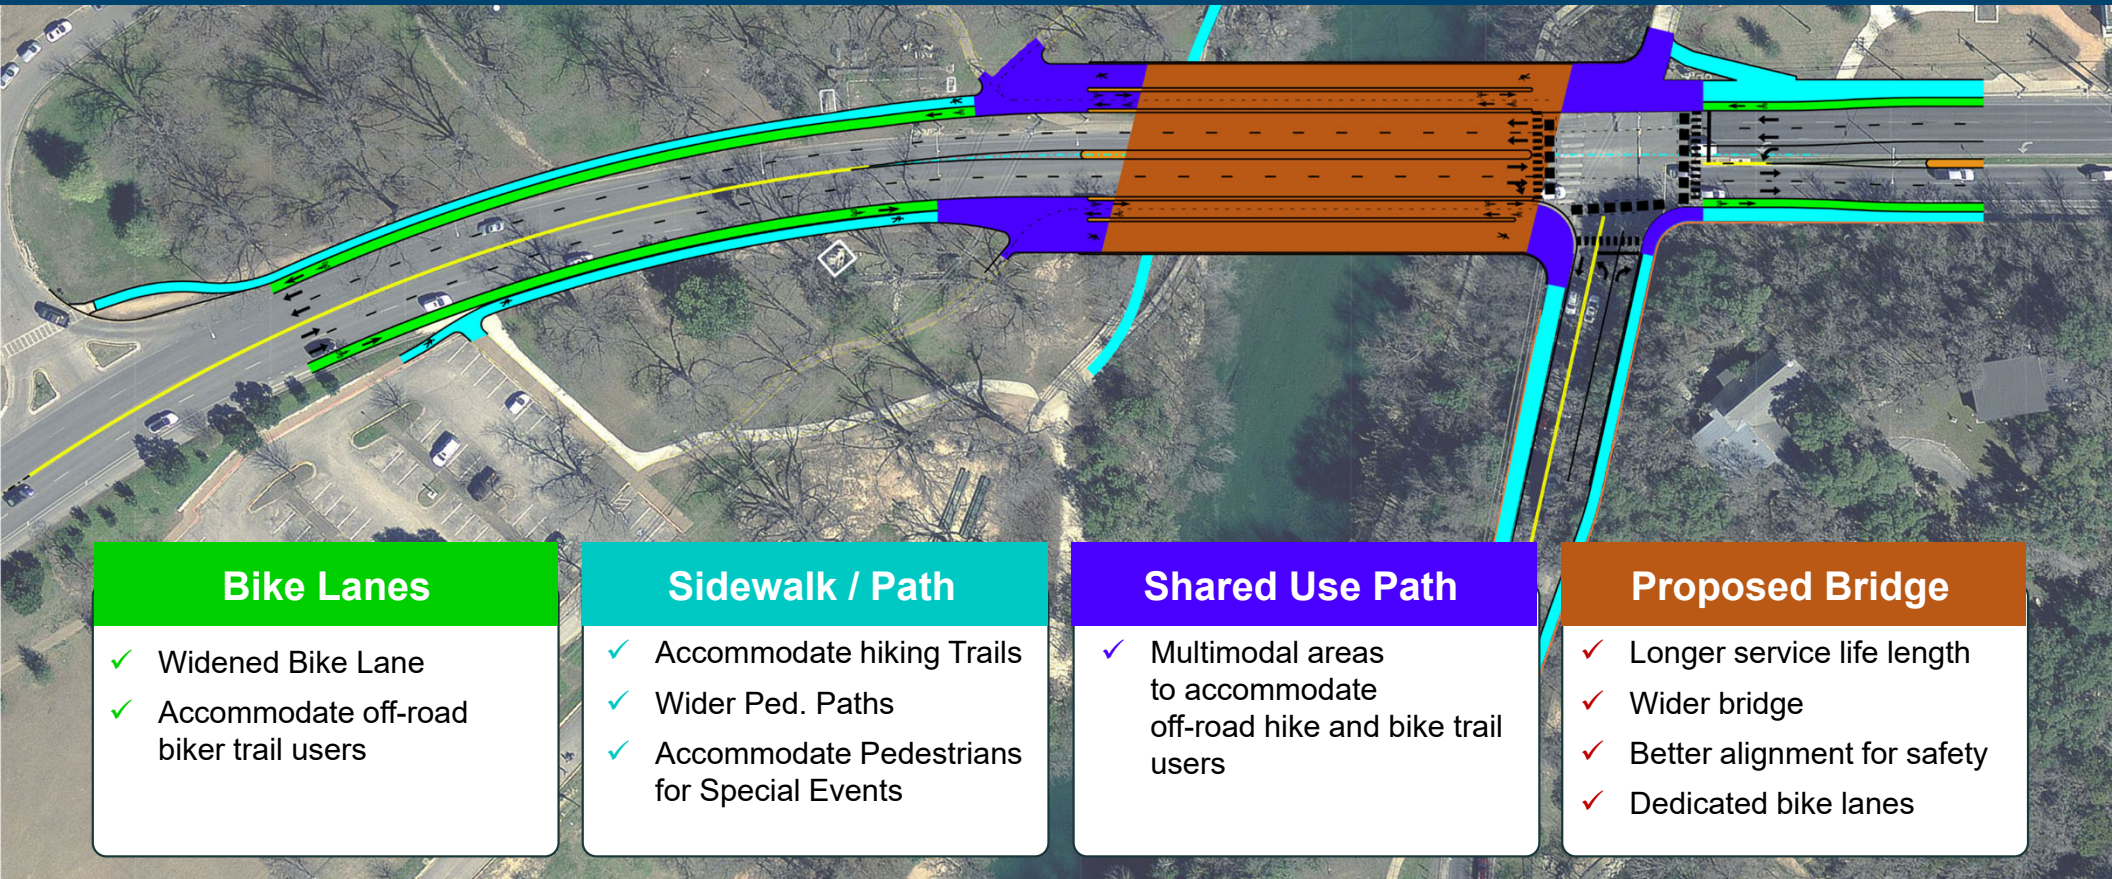 Bike Lanes
Widened Bike Lane
Accommodate off-road
biker trail users
Sidewalk / Path
Accommodate hiking Trails
Wider Ped. Paths
Accommodate Pedestrians
for Special Events
Shared Use Path
Multimodal areas
to accommodate
off-road hike and bike trail
users
Proposed Bridge
Longer service life length
Wider bridge
Better alignment for safety
Dedicated bike lanes